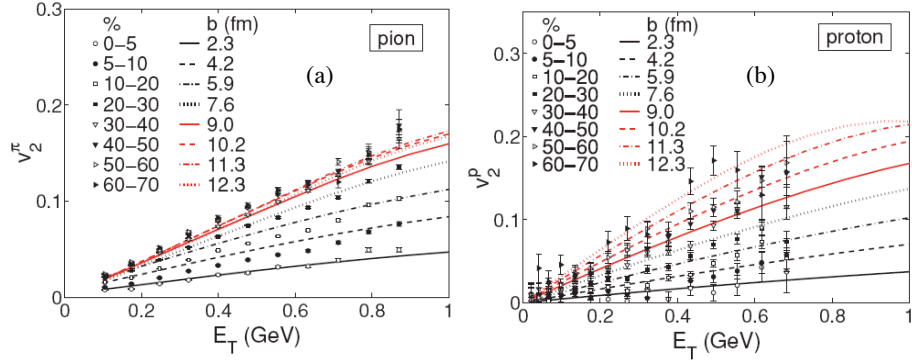 % b (fm)
0−5 2.3
5−10 4.2
10−20 5.9
20−30 7.6
30−40 9.0
40−50 10.2
50−60 11.3
60−70 12.3
pion
(a)
0.3
0.2
0.1
0
v₂^π
0 0.2 0.4 0.6 0.8 1
E_T (GeV)
% b (fm)
0−5 2.3
5−10 4.2
10−20 5.9
20−30 7.6
30−40 9.0
40−50 10.2
50−60 11.3
60−70 12.3
proton
(b)
0.3
0.2
0.1
0
v₂^p
0 0.2 0.4 0.6 0.8 1
E_T (GeV)